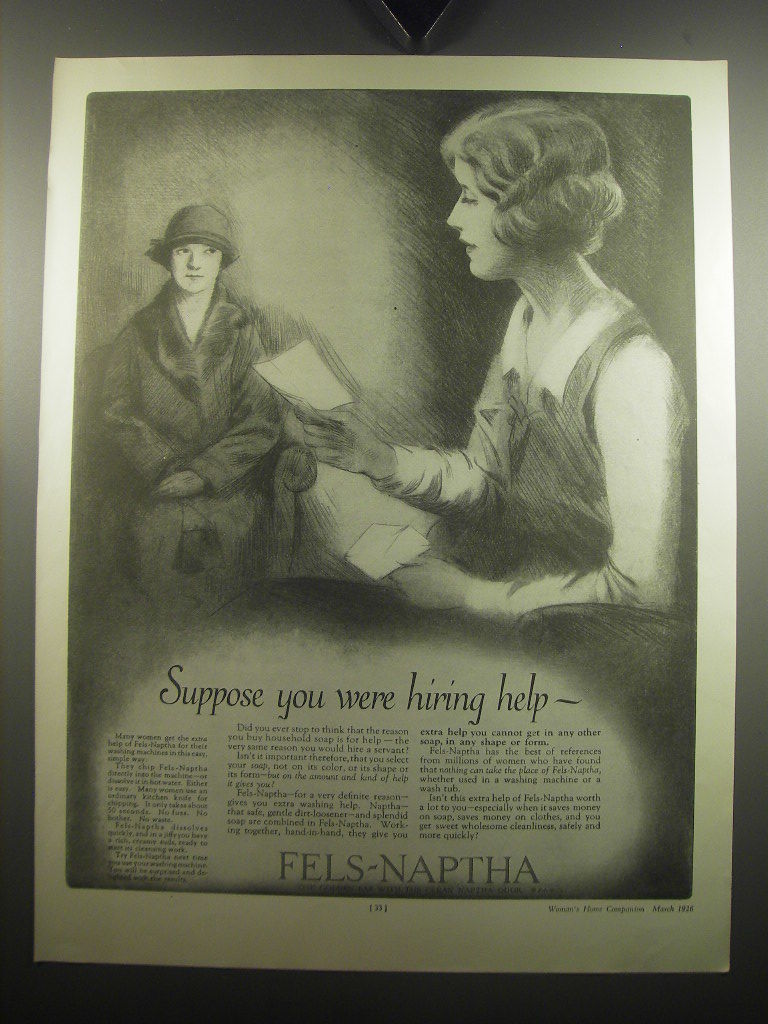 Suppose you were hiring help —
Many women get the extra
help of Fels-Naptha for their
washing machines in this easy,
simple way:
They chip Fels-Naptha
directly into the machine—or
dissolve it in hot water. Either
is easy. Many women use an
ordinary kitchen knife for
chipping. It only takes about
50 seconds. No fuss. No
bother. No waste.
Fels-Naptha dissolves
quickly, and in a jiffy you have
a rich, creamy suds, ready to
start its cleansing work.
Try Fels-Naptha next time
you use your washing machine.
You will be surprised and de-
lighted with the results.
Did you ever stop to think that the reason
you buy household soap is for help — the
very same reason you would hire a servant?
Isn't it important therefore, that you select
your soap, not on its color, or its shape or
its form—but on the amount and kind of help
it gives you?
Fels-Naptha—for a very definite reason—
gives you extra washing help. Naptha—
that safe, gentle dirt-loosener—and splendid
soap are combined in Fels-Naptha. Work-
ing together, hand-in-hand, they give you
extra help you cannot get in any other
soap, in any shape or form.
Fels-Naptha has the best of references
from millions of women who have found
that nothing can take the place of Fels-Naptha,
whether used in a washing machine or a
wash tub.
Isn't this extra help of Fels-Naptha worth
a lot to you—especially when it saves money
on soap, saves money on clothes, and you
get sweet wholesome cleanliness, safely and
more quickly?
FELS-NAPTHA
THE GOLDEN BAR WITH THE CLEAN NAPTHA ODOR
[ 33 ]
Woman's Home Companion March 1926